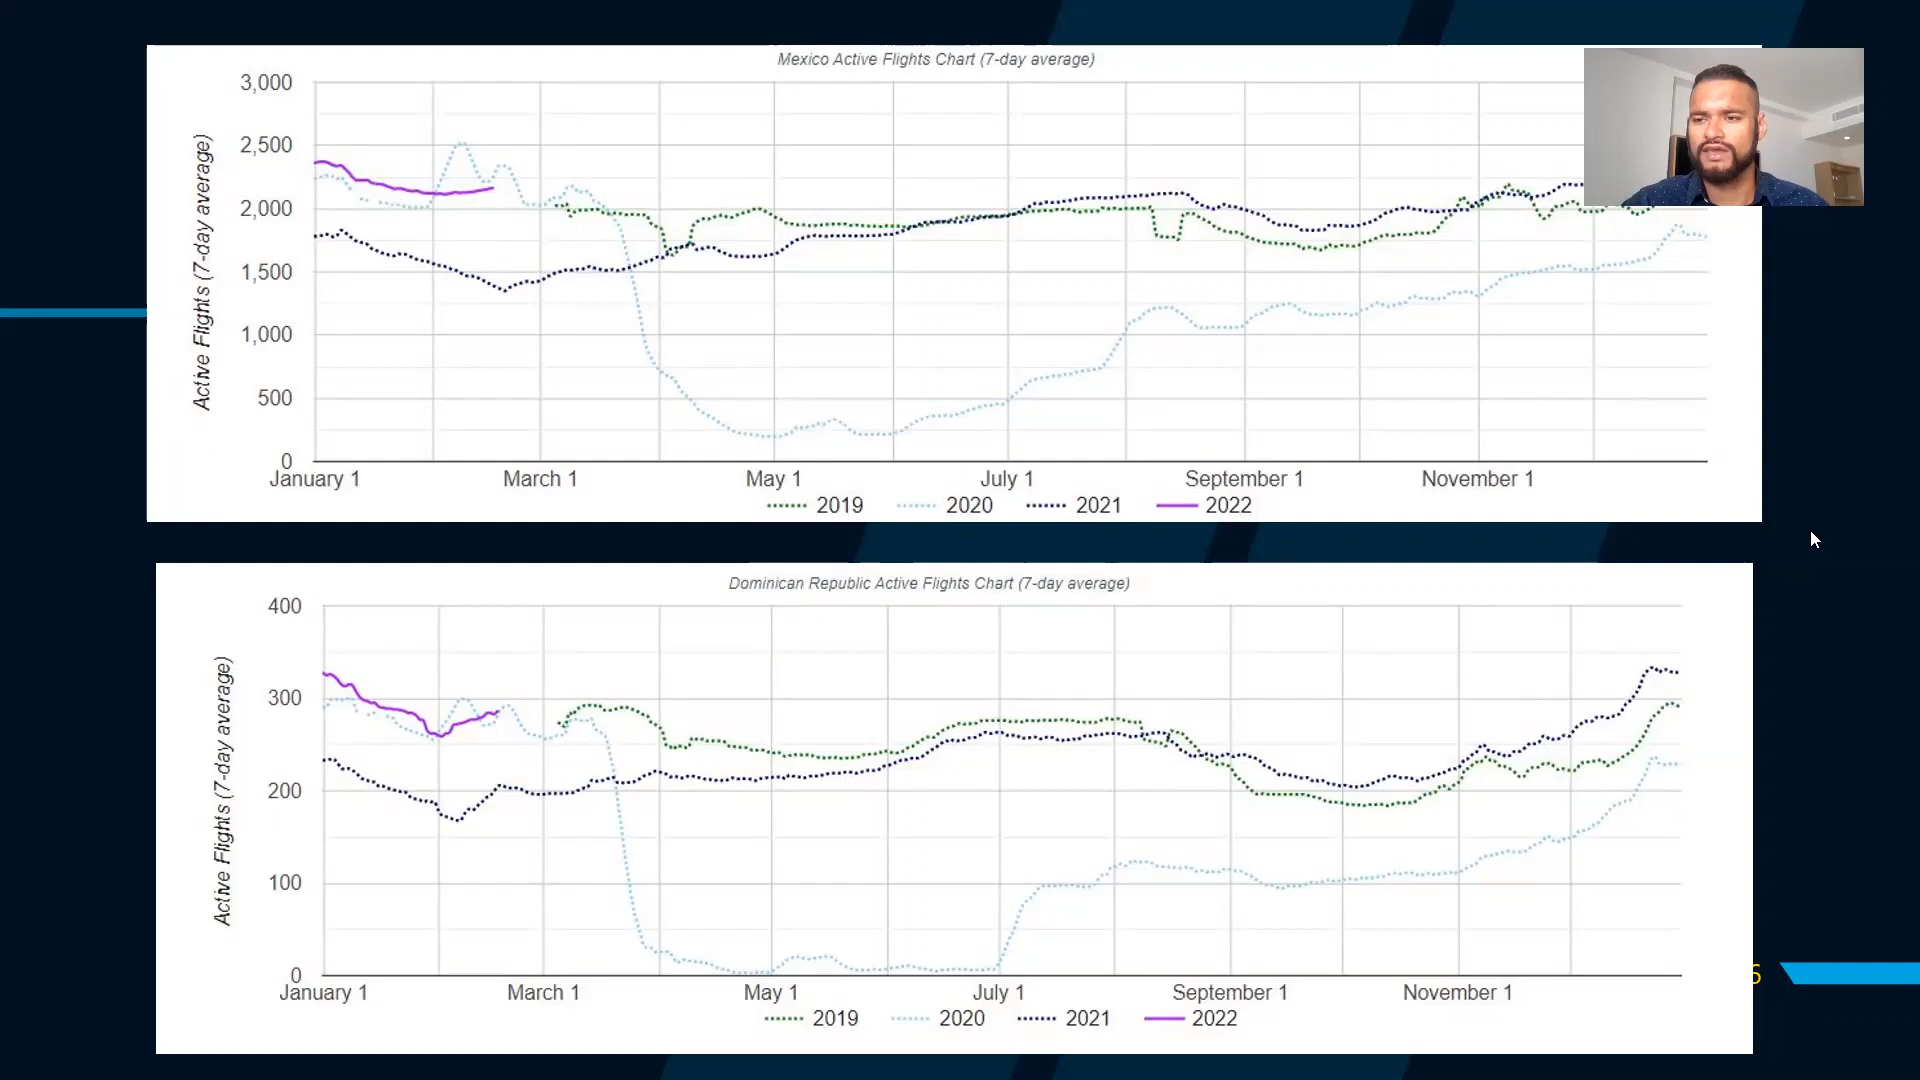 Mexico Active Flights Chart (7-day average)
Active Flights (7-day average)
3,000
2,500
2,000
1,500
1,000
500
0
January 1 March 1 May 1 July 1 September 1 November 1
2019 2020 2021 2022
Dominican Republic Active Flights Chart (7-day average)
Active Flights (7-day average)
400
300
200
100
0
January 1 March 1 May 1 July 1 September 1 November 1
2019 2020 2021 2022
6